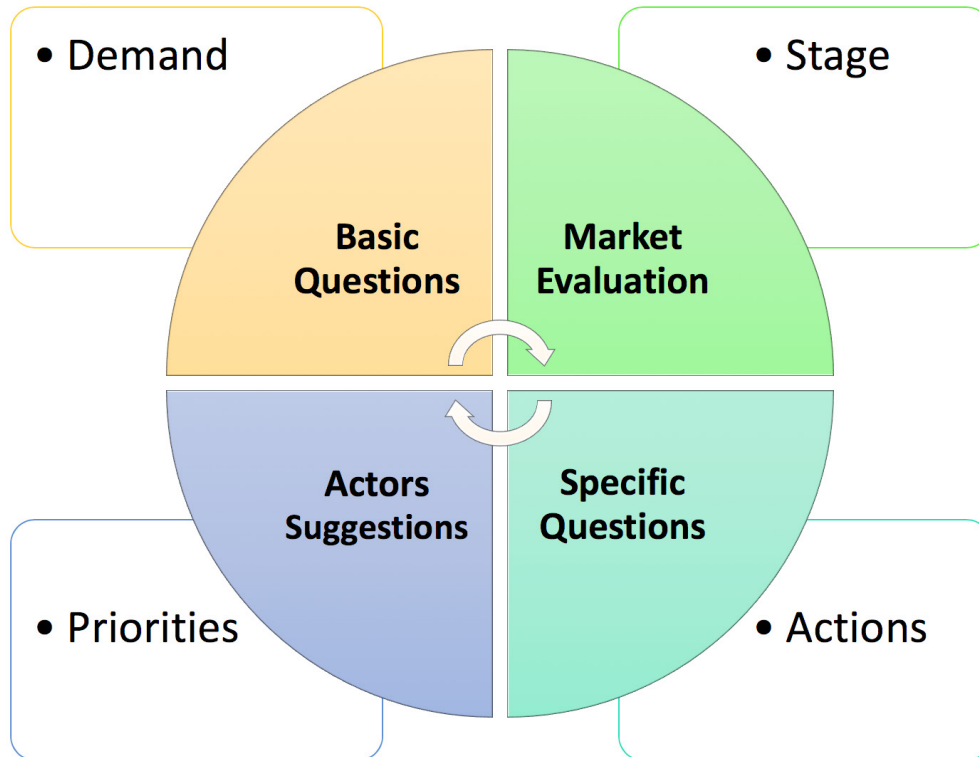 • Demand
• Stage
Basic
Questions
Market
Evaluation
Actors
Suggestions
Specific
Questions
• Priorities
• Actions